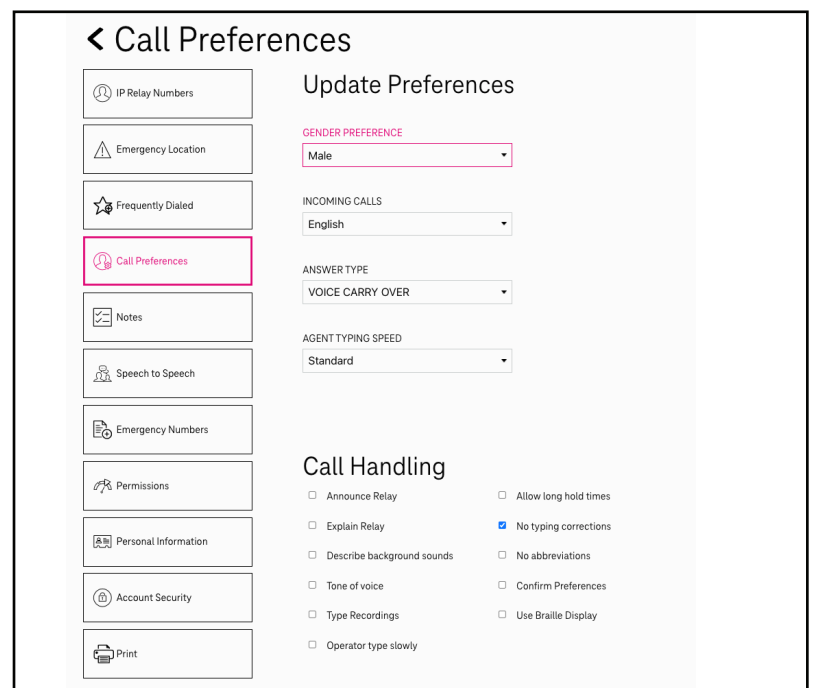 Call Preferences
IP Relay Numbers
Emergency Location
Frequently Dialed
Call Preferences
Notes
Speech to Speech
Emergency Numbers
Permissions
Personal Information
Account Security
Print
Update Preferences
GENDER PREFERENCE
Male
INCOMING CALLS
English
ANSWER TYPE
VOICE CARRY OVER
AGENT TYPING SPEED
Standard
Call Handling
Announce Relay
Explain Relay
Describe background sounds
Tone of voice
Type Recordings
Operator type slowly
Allow long hold times
No typing corrections
No abbreviations
Confirm Preferences
Use Braille Display